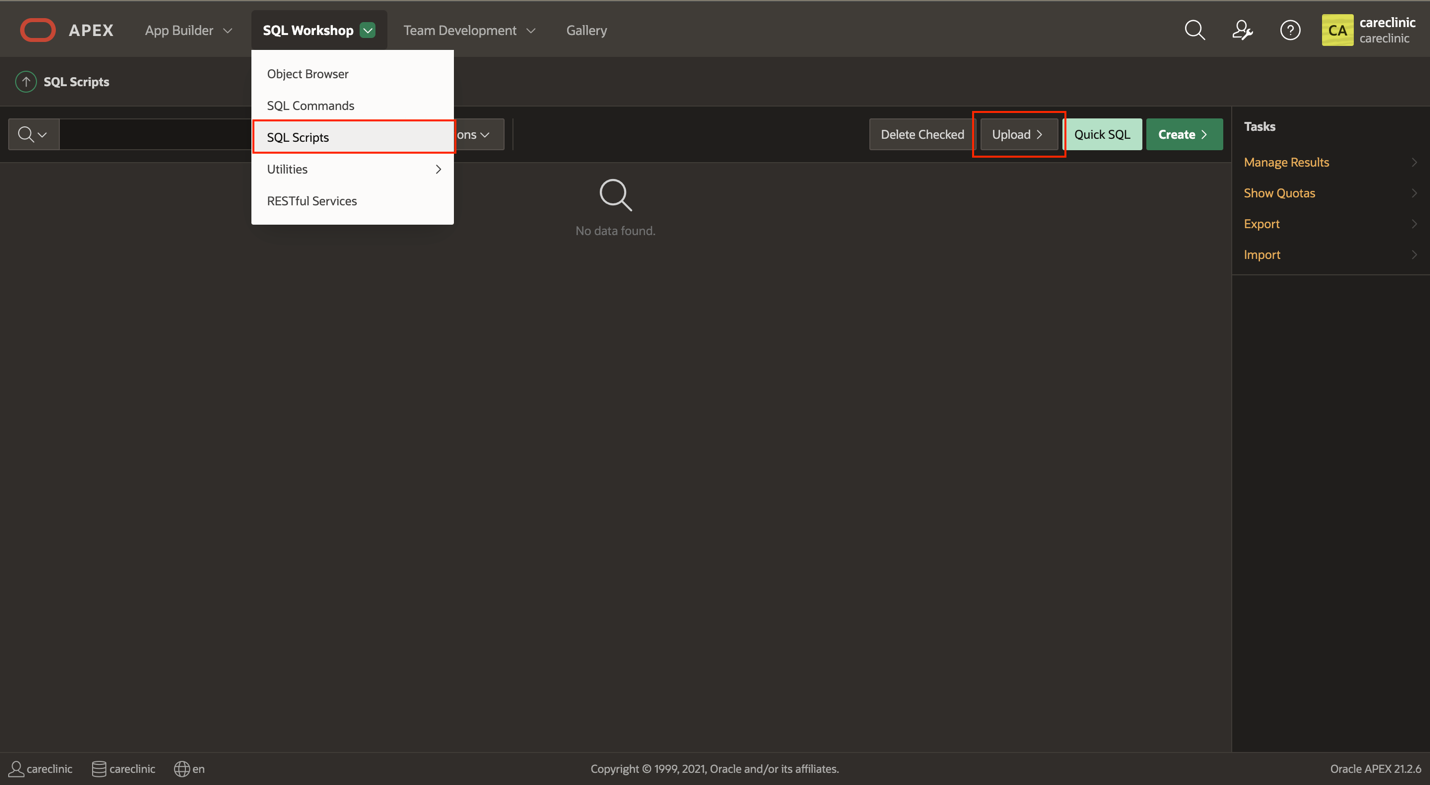 APEX
App Builder
SQL Workshop
Team Development
Gallery
CA
careclinic
careclinic
SQL Scripts
Object Browser
SQL Commands
SQL Scripts
Utilities
RESTful Services
ons
Delete Checked
Upload
Quick SQL
Create
No data found.
Tasks
Manage Results
Show Quotas
Export
Import
careclinic
careclinic
en
Copyright © 1999, 2021, Oracle and/or its affiliates.
Oracle APEX 21.2.6